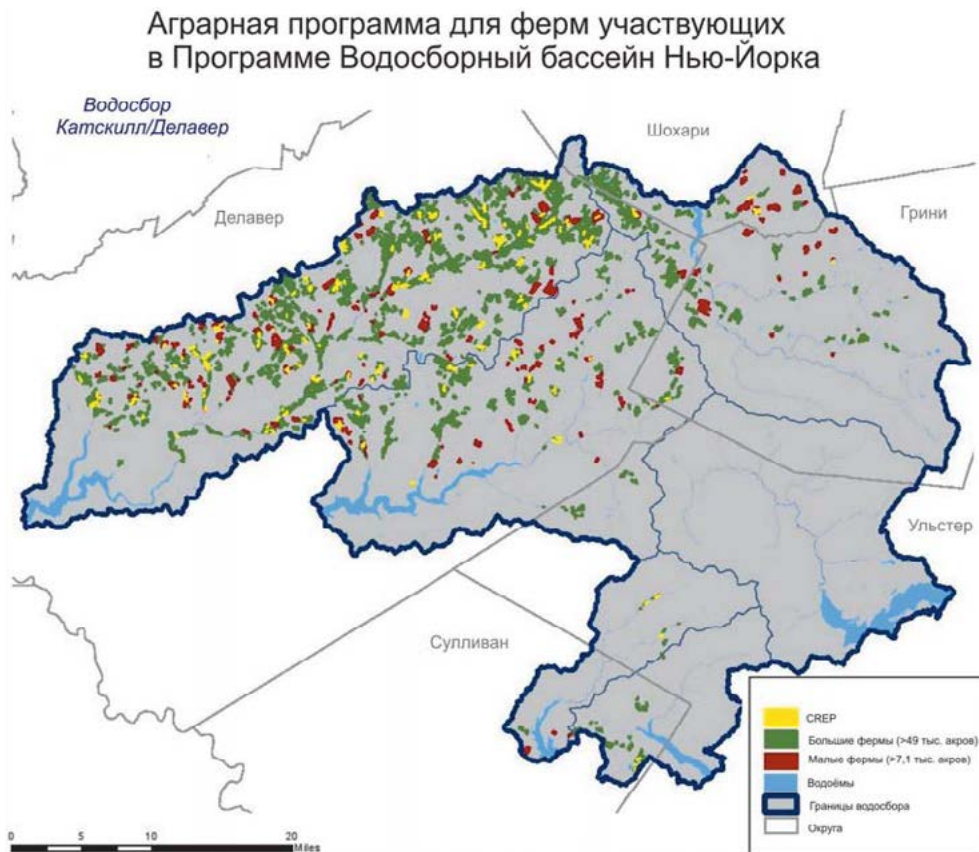 Аграрная программа для ферм участвующих
в Программе Водосборный бассейн Нью-Йорка
Водосбор
Катскилл/Делавер
Шохари
Делавер
Грини
Ульстер
Сулливан
CREP
Большие фермы (>49 тыс. акров)
Малые фермы (>7,1 тыс. акров)
Водоёмы
Границы водосбора
Округа
0 5 10 20
Miles